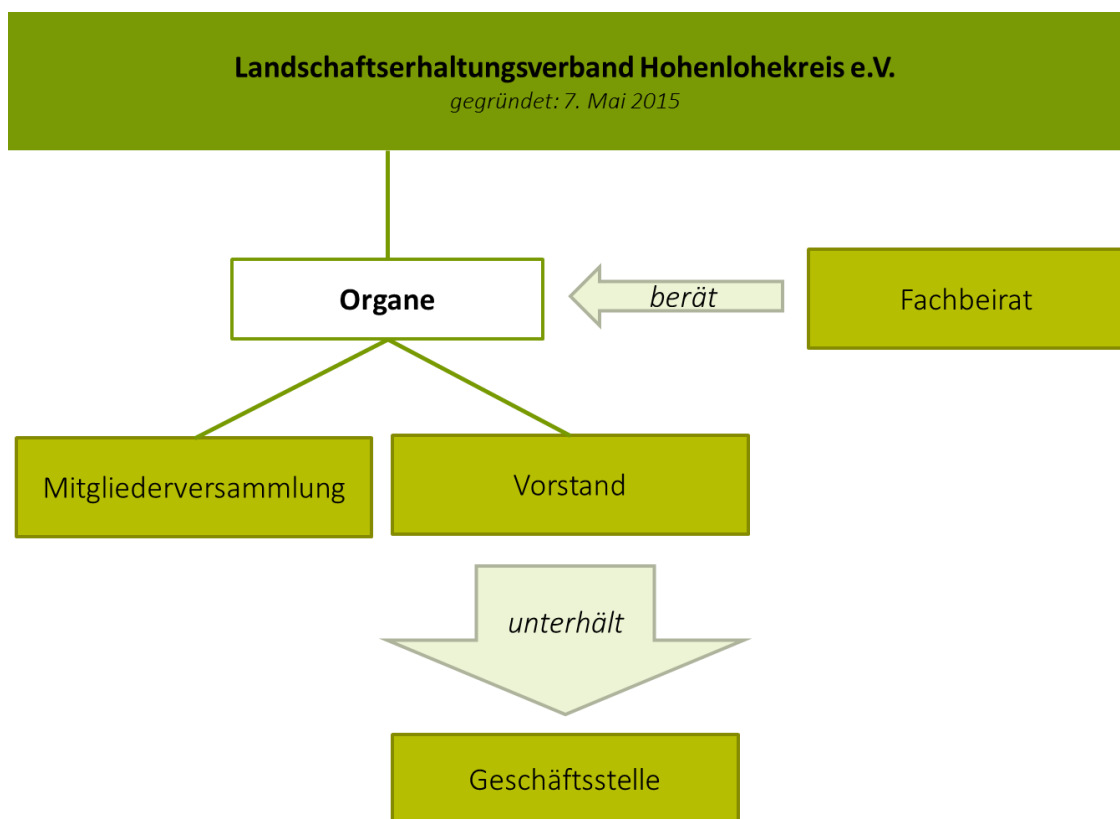 Landschaftserhaltungsverband Hohenlohekreis e.V.
gegründet: 7. Mai 2015
Organe
berät
Fachbeirat
Mitgliederversammlung
Vorstand
unterhält
Geschäftsstelle